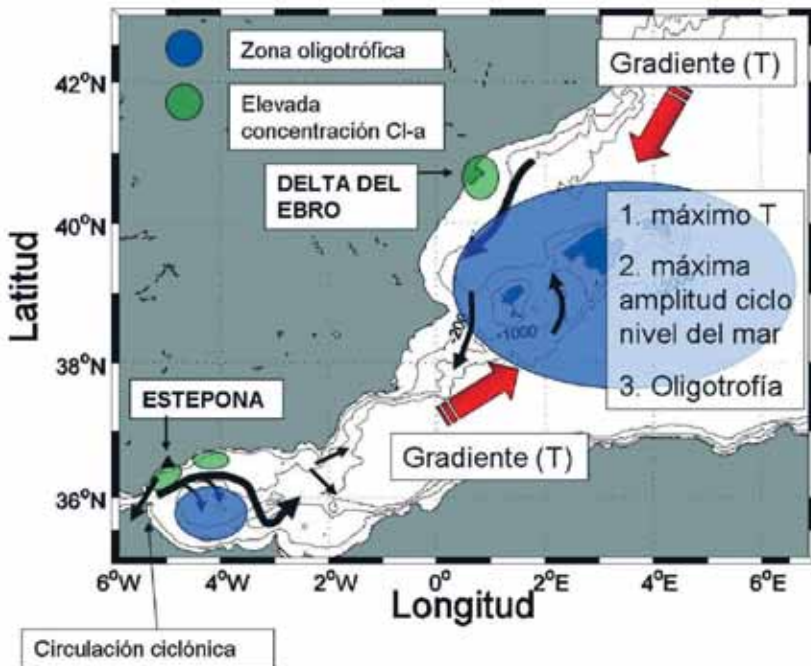 Zona oligotrófica
Elevada
concentración Cl-a
Gradiente (T)
DELTA DEL
EBRO
1. máximo T
2. máxima
amplitud ciclo
nivel del mar
3. Oligotrofía
-200
-1000
ESTEPONA
Gradiente (T)
Circulación ciclónica
Latitud
42°N
40°N
38°N
36°N
6°W
4°W
2°W
0°
2°E
4°E
6°E
Longitud